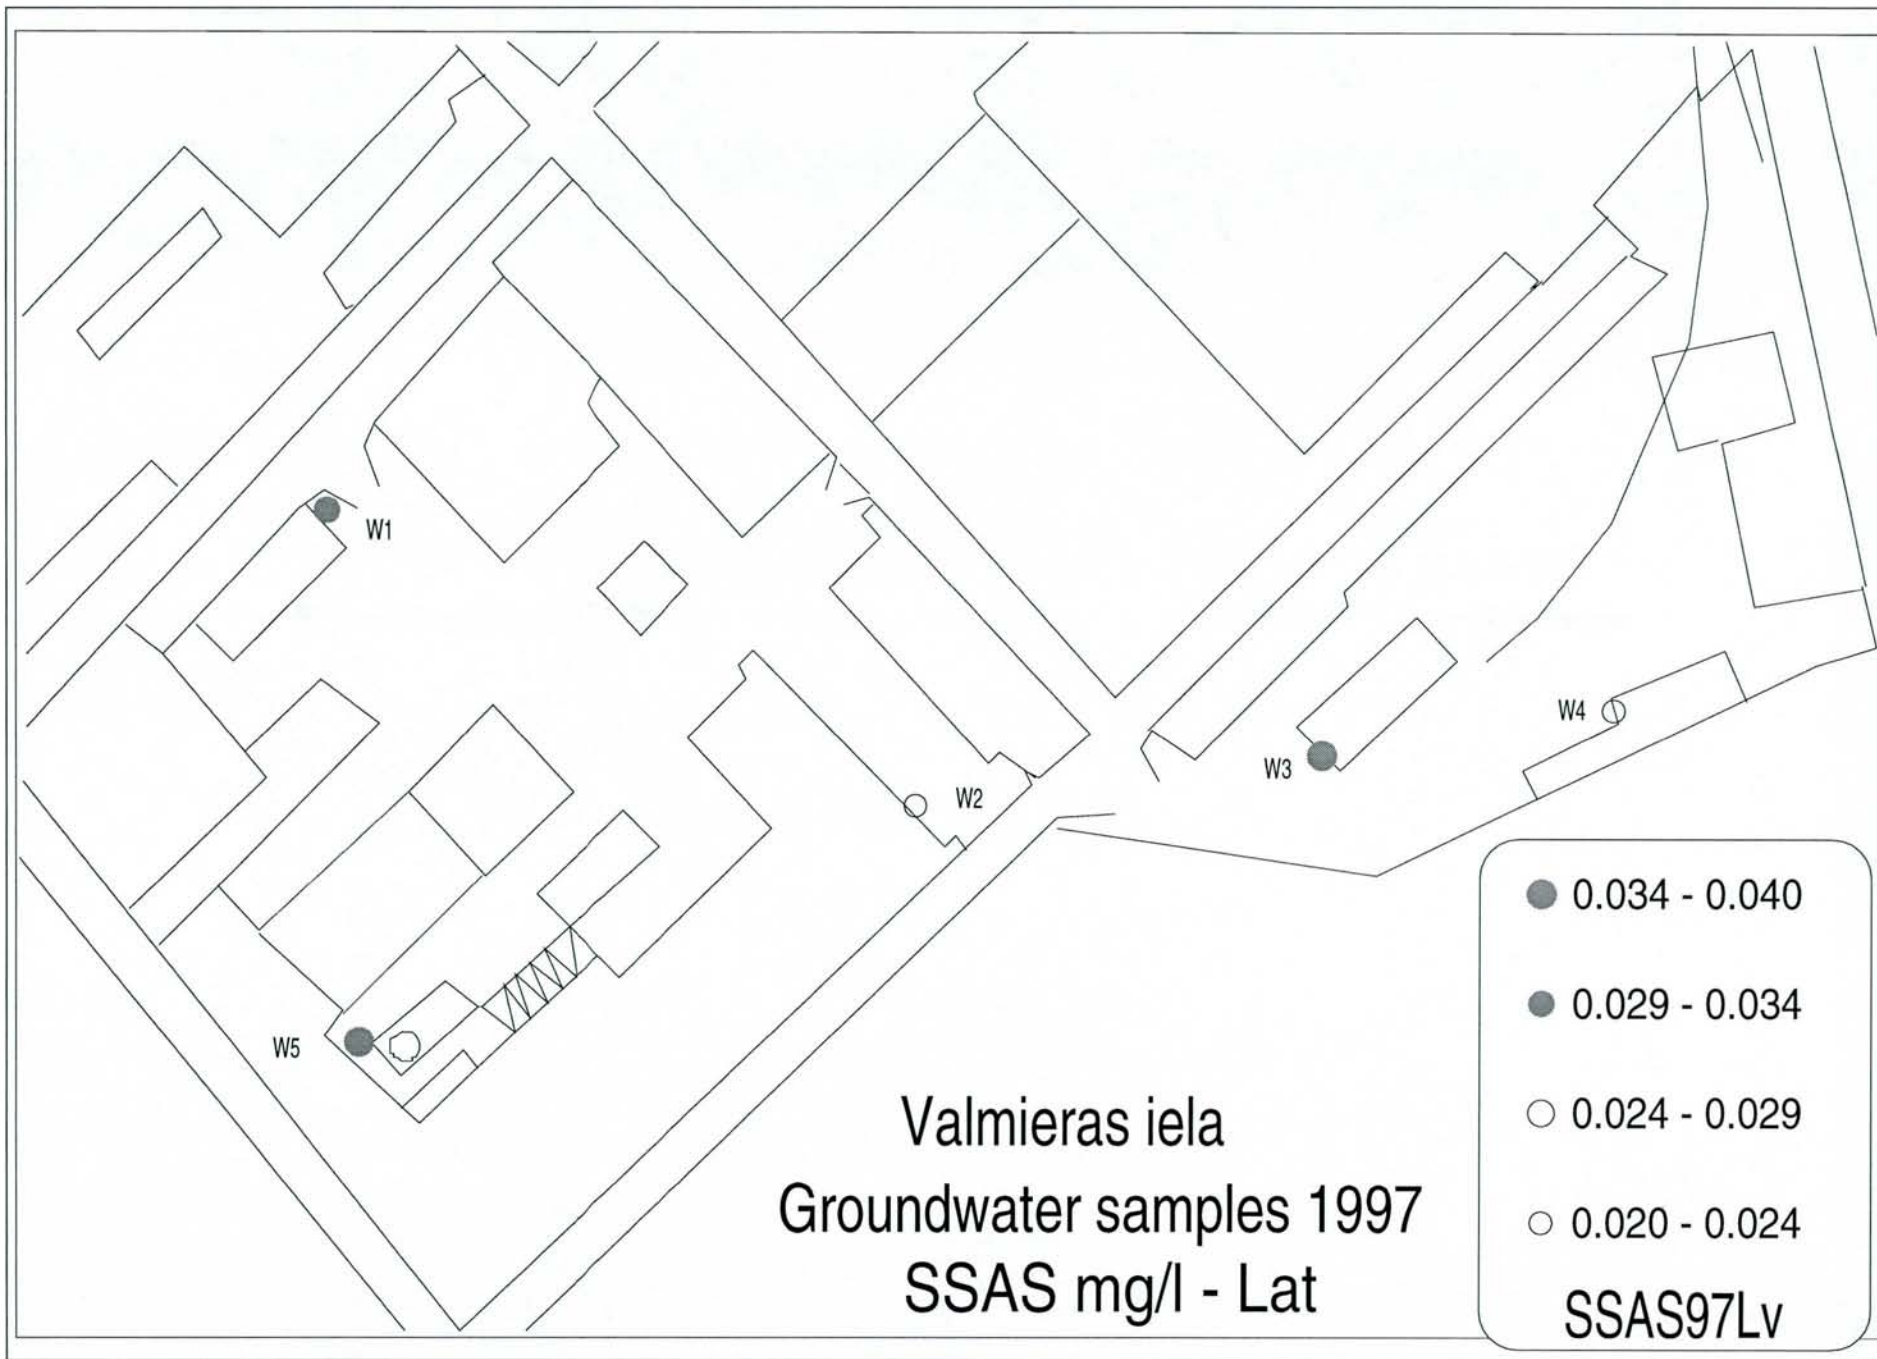 W1
W4
W3
W2
W5
0.034 - 0.040
0.029 - 0.034
0.024 - 0.029
0.020 - 0.024
SSAS97Lv
Valmieras iela
Groundwater samples 1997
SSAS mg/l - Lat